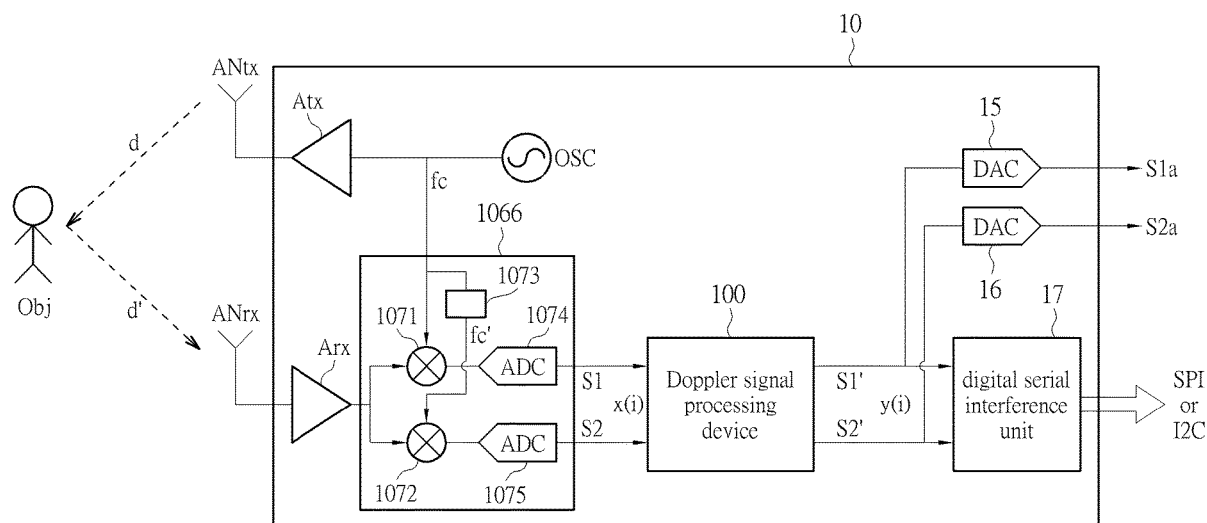 10
ANtx
Atx
15
d
OSC
DAC
S1a
fc
1066
DAC
S2a
1073
16
Obj
d'
ANrx
1071
fc'
1074
100
17
Arx
ADC
S1
S1'
Doppler signal
processing
device
x(i)
y(i)
digital serial
interference
unit
SPI
or
I2C
ADC
S2
S2'
1072
1075